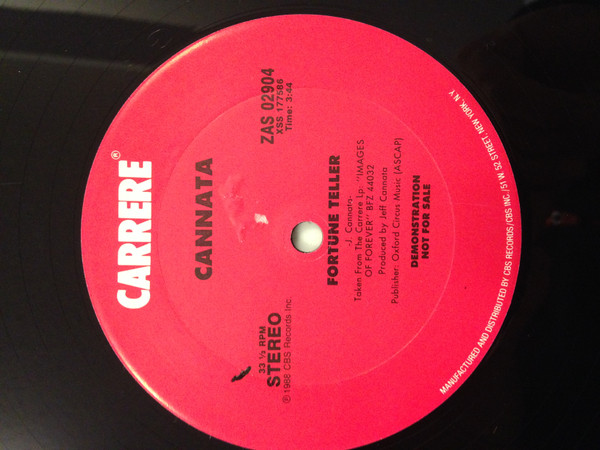 CARRERE®
CANNATA
33 ⅓ RPM
STEREO
℗ 1988 CBS Records Inc.
ZAS 02904
XSS 177586
Time: 3:44
FORTUNE TELLER
-J. Cannata-
Taken From The Carrere Lp: "IMAGES
OF FOREVER" BFZ 44032
Produced by Jeff Cannata
Publisher: Oxford Circus Music (ASCAP)
DEMONSTRATION
NOT FOR SALE
MANUFACTURED AND DISTRIBUTED BY CBS RECORDS/CBS INC./51 W. 52 STREET, NEW YORK, N.Y.